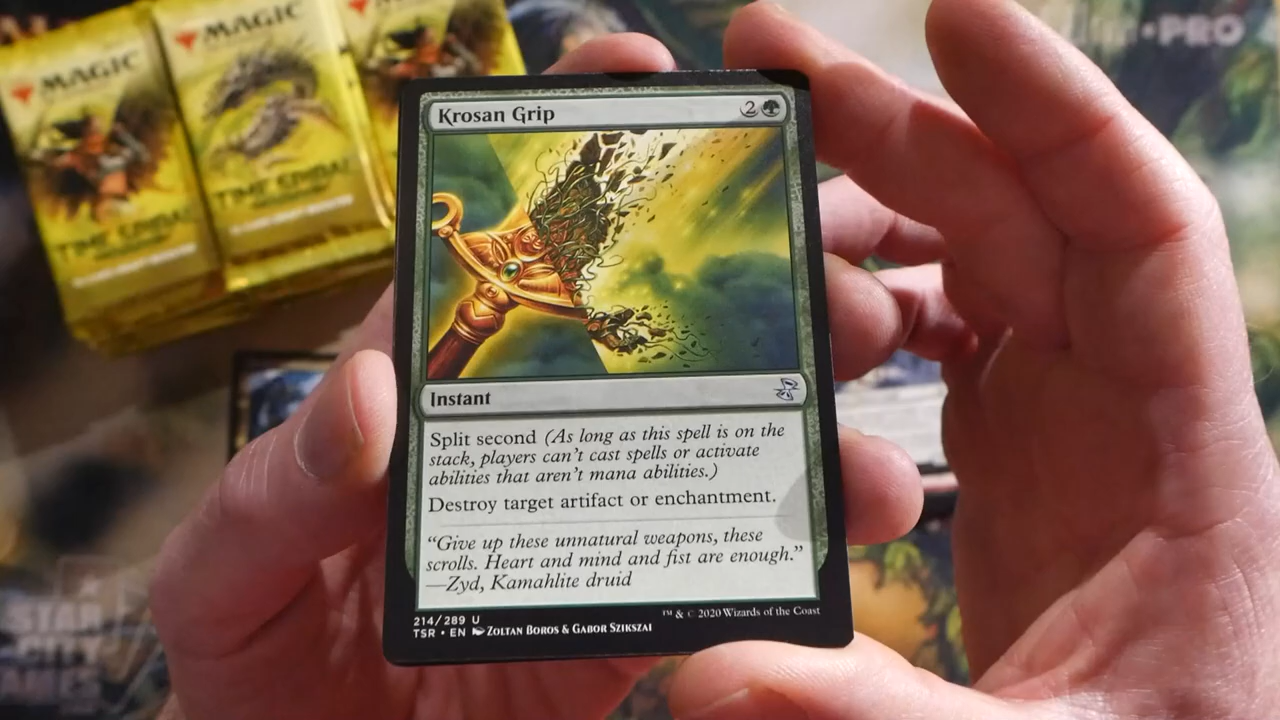 MAGIC
MAGIC
TIME SPIRAL
TIME SPIRAL
PRO
Krosan Grip
2
Instant
Split second (As long as this spell is on the
stack, players can't cast spells or activate
abilities that aren't mana abilities.)
Destroy target artifact or enchantment.
“Give up these unnatural weapons, these
scrolls. Heart and mind and fist are enough.”
—Zyd, Kamahlite druid
214/289 U
TSR • EN ZOLTAN BOROS & GABOR SZIKSZAI
™ & © 2020 Wizards of the Coast
STAR
CITY
GAMES